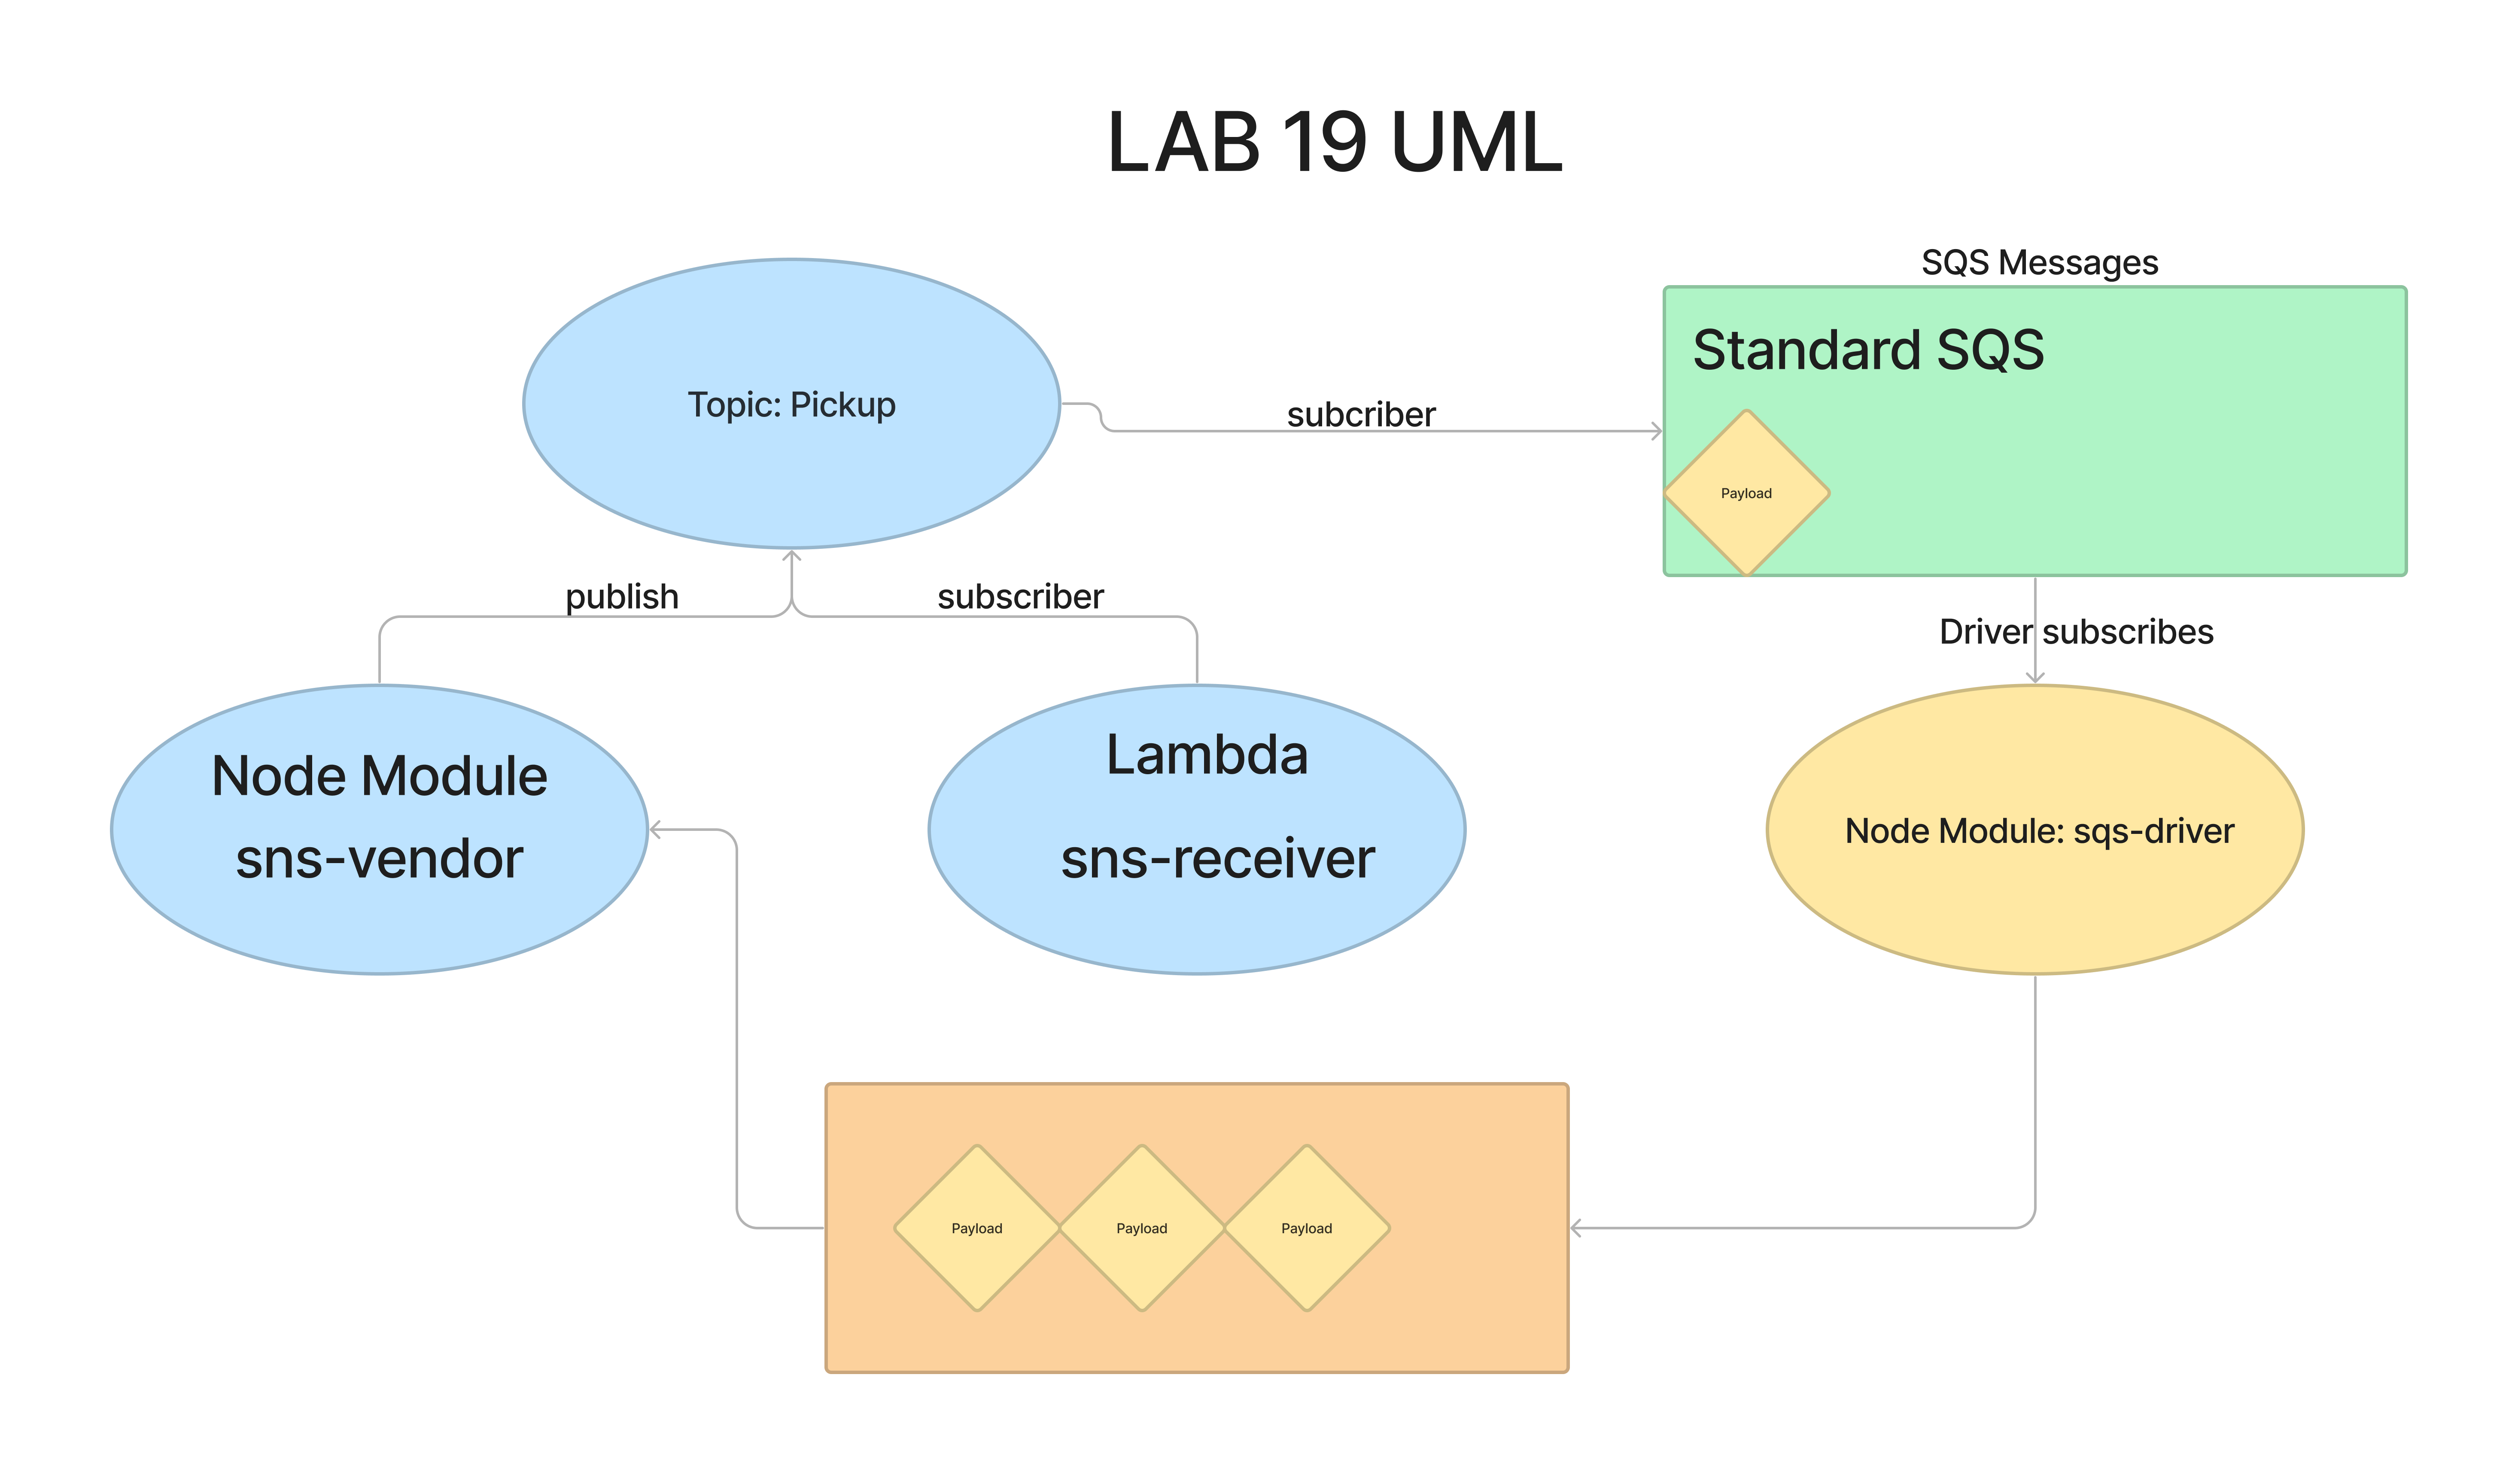 LAB 19 UML
SQS Messages
Standard SQS
Topic: Pickup
subcriber
Payload
publish
subscriber
Driver subscribes
Node Module
sns-vendor
Lambda
sns-receiver
Node Module: sqs-driver
Payload
Payload
Payload